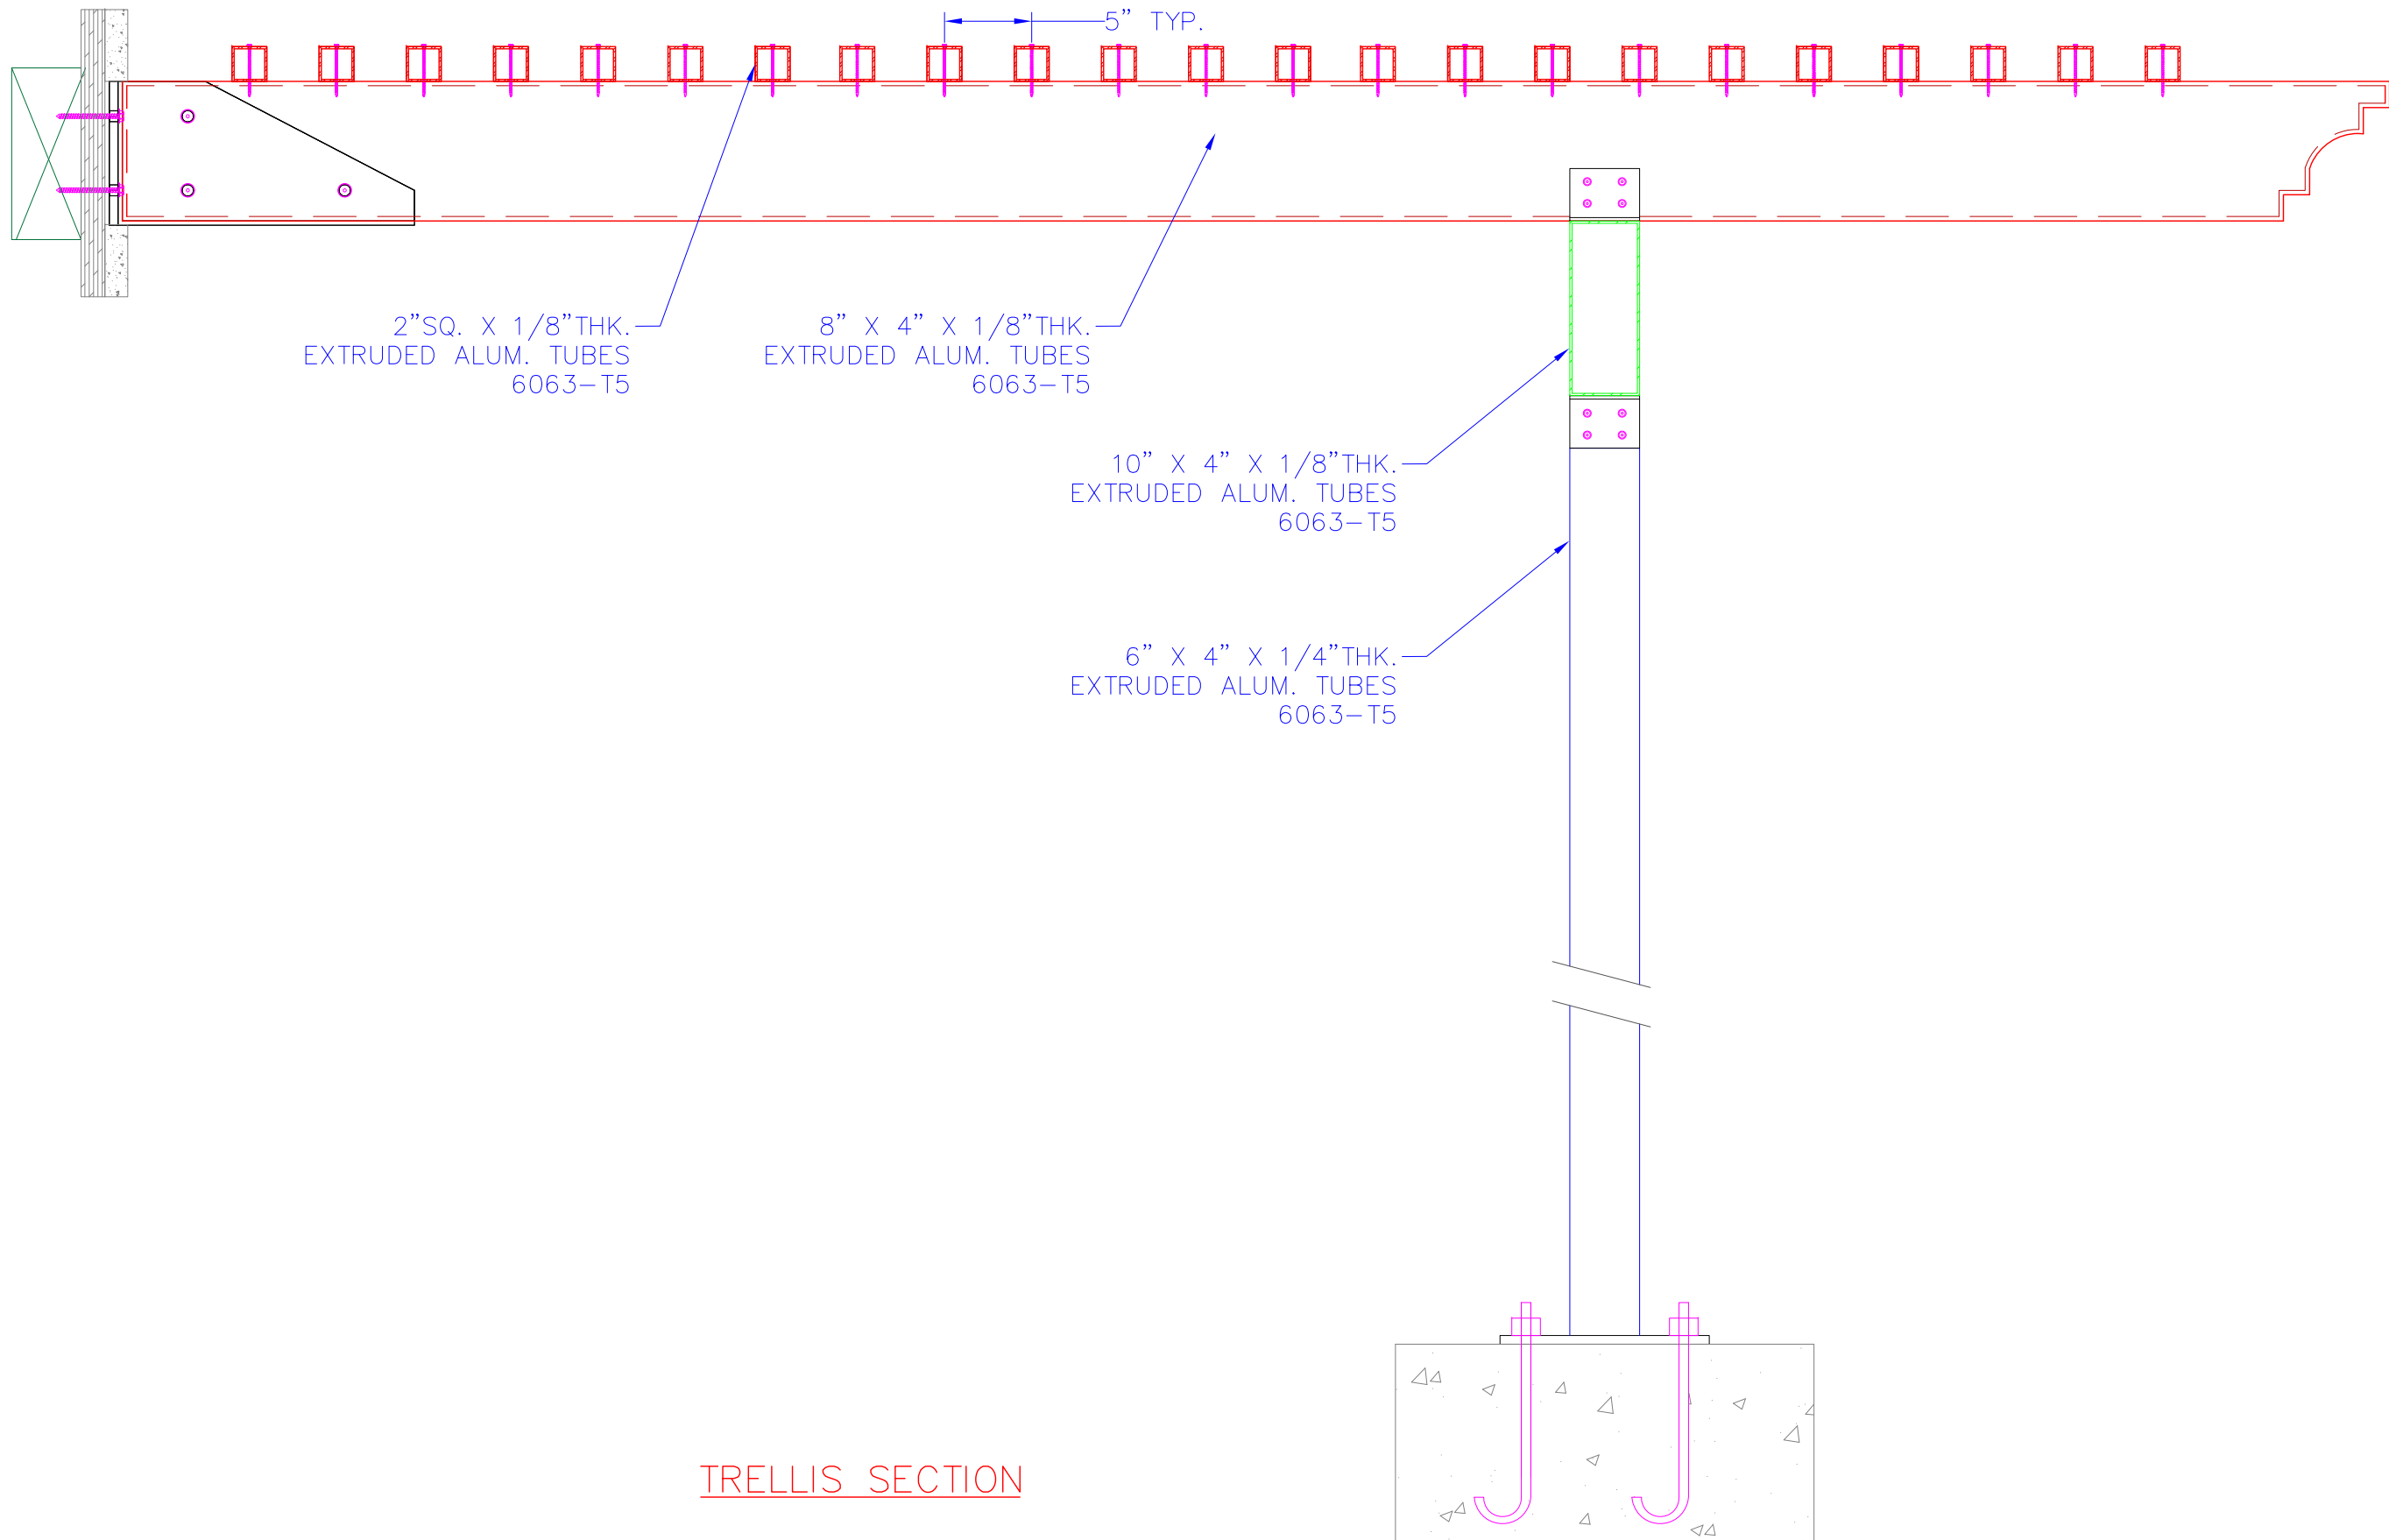 5” TYP.
2”SQ. X 1/8”THK.
EXTRUDED ALUM. TUBES
6063-T5
8” X 4” X 1/8”THK.
EXTRUDED ALUM. TUBES
6063-T5
10” X 4” X 1/8”THK.
EXTRUDED ALUM. TUBES
6063-T5
6” X 4” X 1/4”THK.
EXTRUDED ALUM. TUBES
6063-T5
TRELLIS SECTION